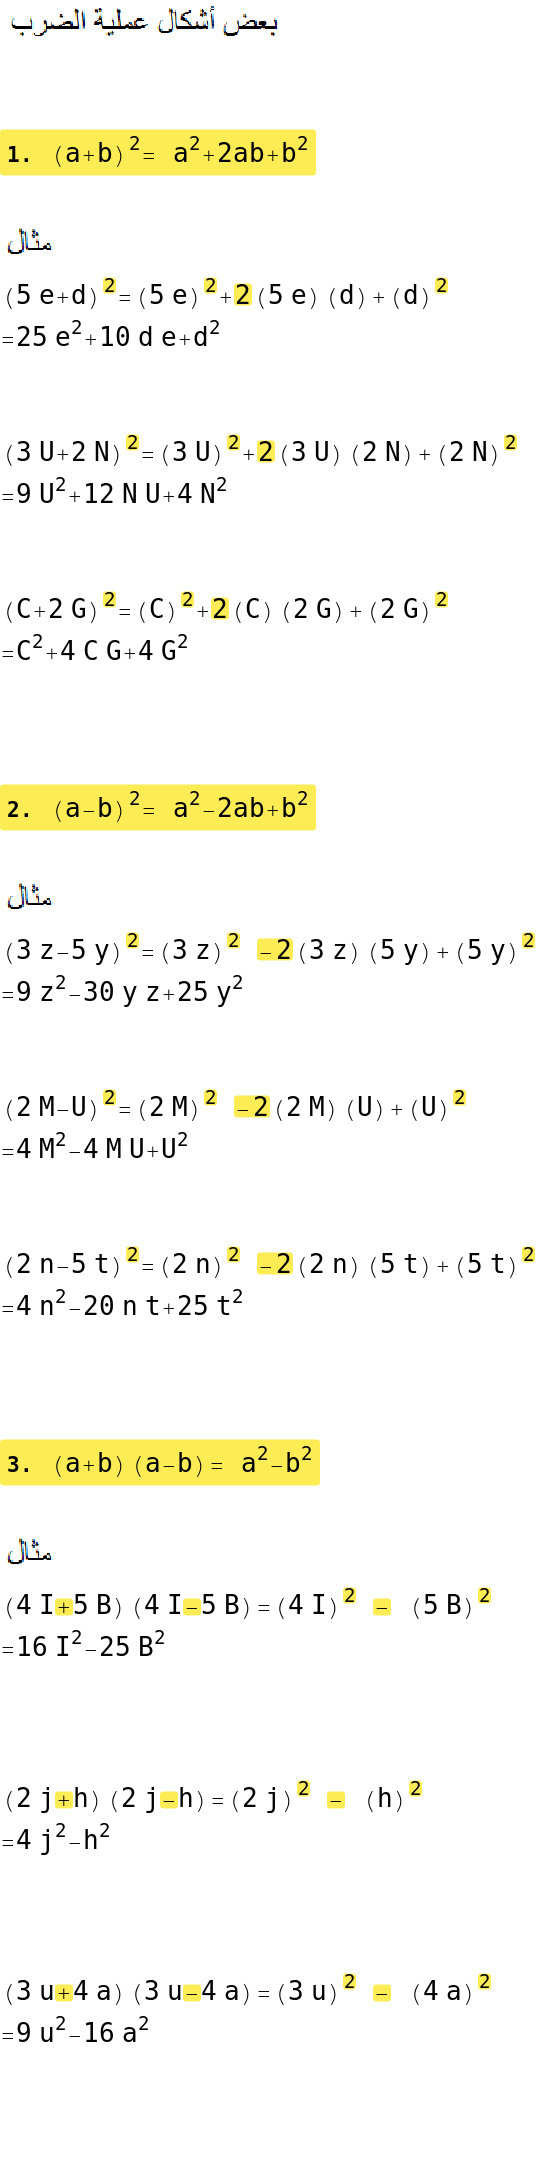 بعض أشكال عملية الضرب
1. (a+b)²= a²+2ab+b²
مثال
(5 e+d)²=(5 e)²+2(5 e) (d)+(d)²
=25 e²+10 d e+d²
(3 U+2 N)²=(3 U)²+2(3 U) (2 N)+(2 N)²
=9 U²+12 N U+4 N²
(C+2 G)²=(C)²+2(C) (2 G)+(2 G)²
=C²+4 C G+4 G²
2. (a−b)²= a²−2ab+b²
مثال
(3 z−5 y)²=(3 z)² −2(3 z) (5 y)+(5 y)²
=9 z²−30 y z+25 y²
(2 M−U)²=(2 M)² −2(2 M) (U)+(U)²
=4 M²−4 M U+U²
(2 n−5 t)²=(2 n)² −2(2 n) (5 t)+(5 t)²
=4 n²−20 n t+25 t²
3. (a+b)(a−b)= a²−b²
مثال
(4 I+5 B)(4 I−5 B)=(4 I)² − (5 B)²
=16 I²−25 B²
(2 j+h)(2 j−h)=(2 j)² − (h)²
=4 j²−h²
(3 u+4 a)(3 u−4 a)=(3 u)² − (4 a)²
=9 u²−16 a²